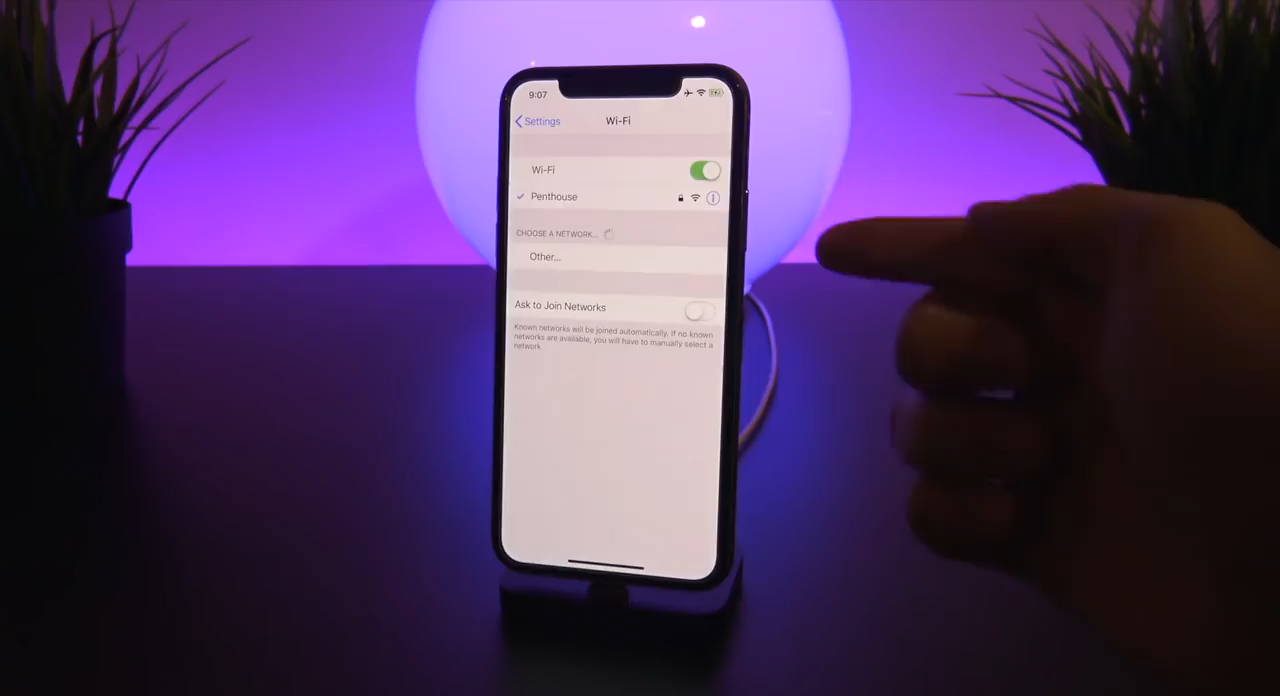 9:07
Settings
Wi-Fi
Wi-Fi
Penthouse
CHOOSE A NETWORK...
Other...
Ask to Join Networks
Known networks will be joined automatically. If no known
networks are available, you will have to manually select a
network.